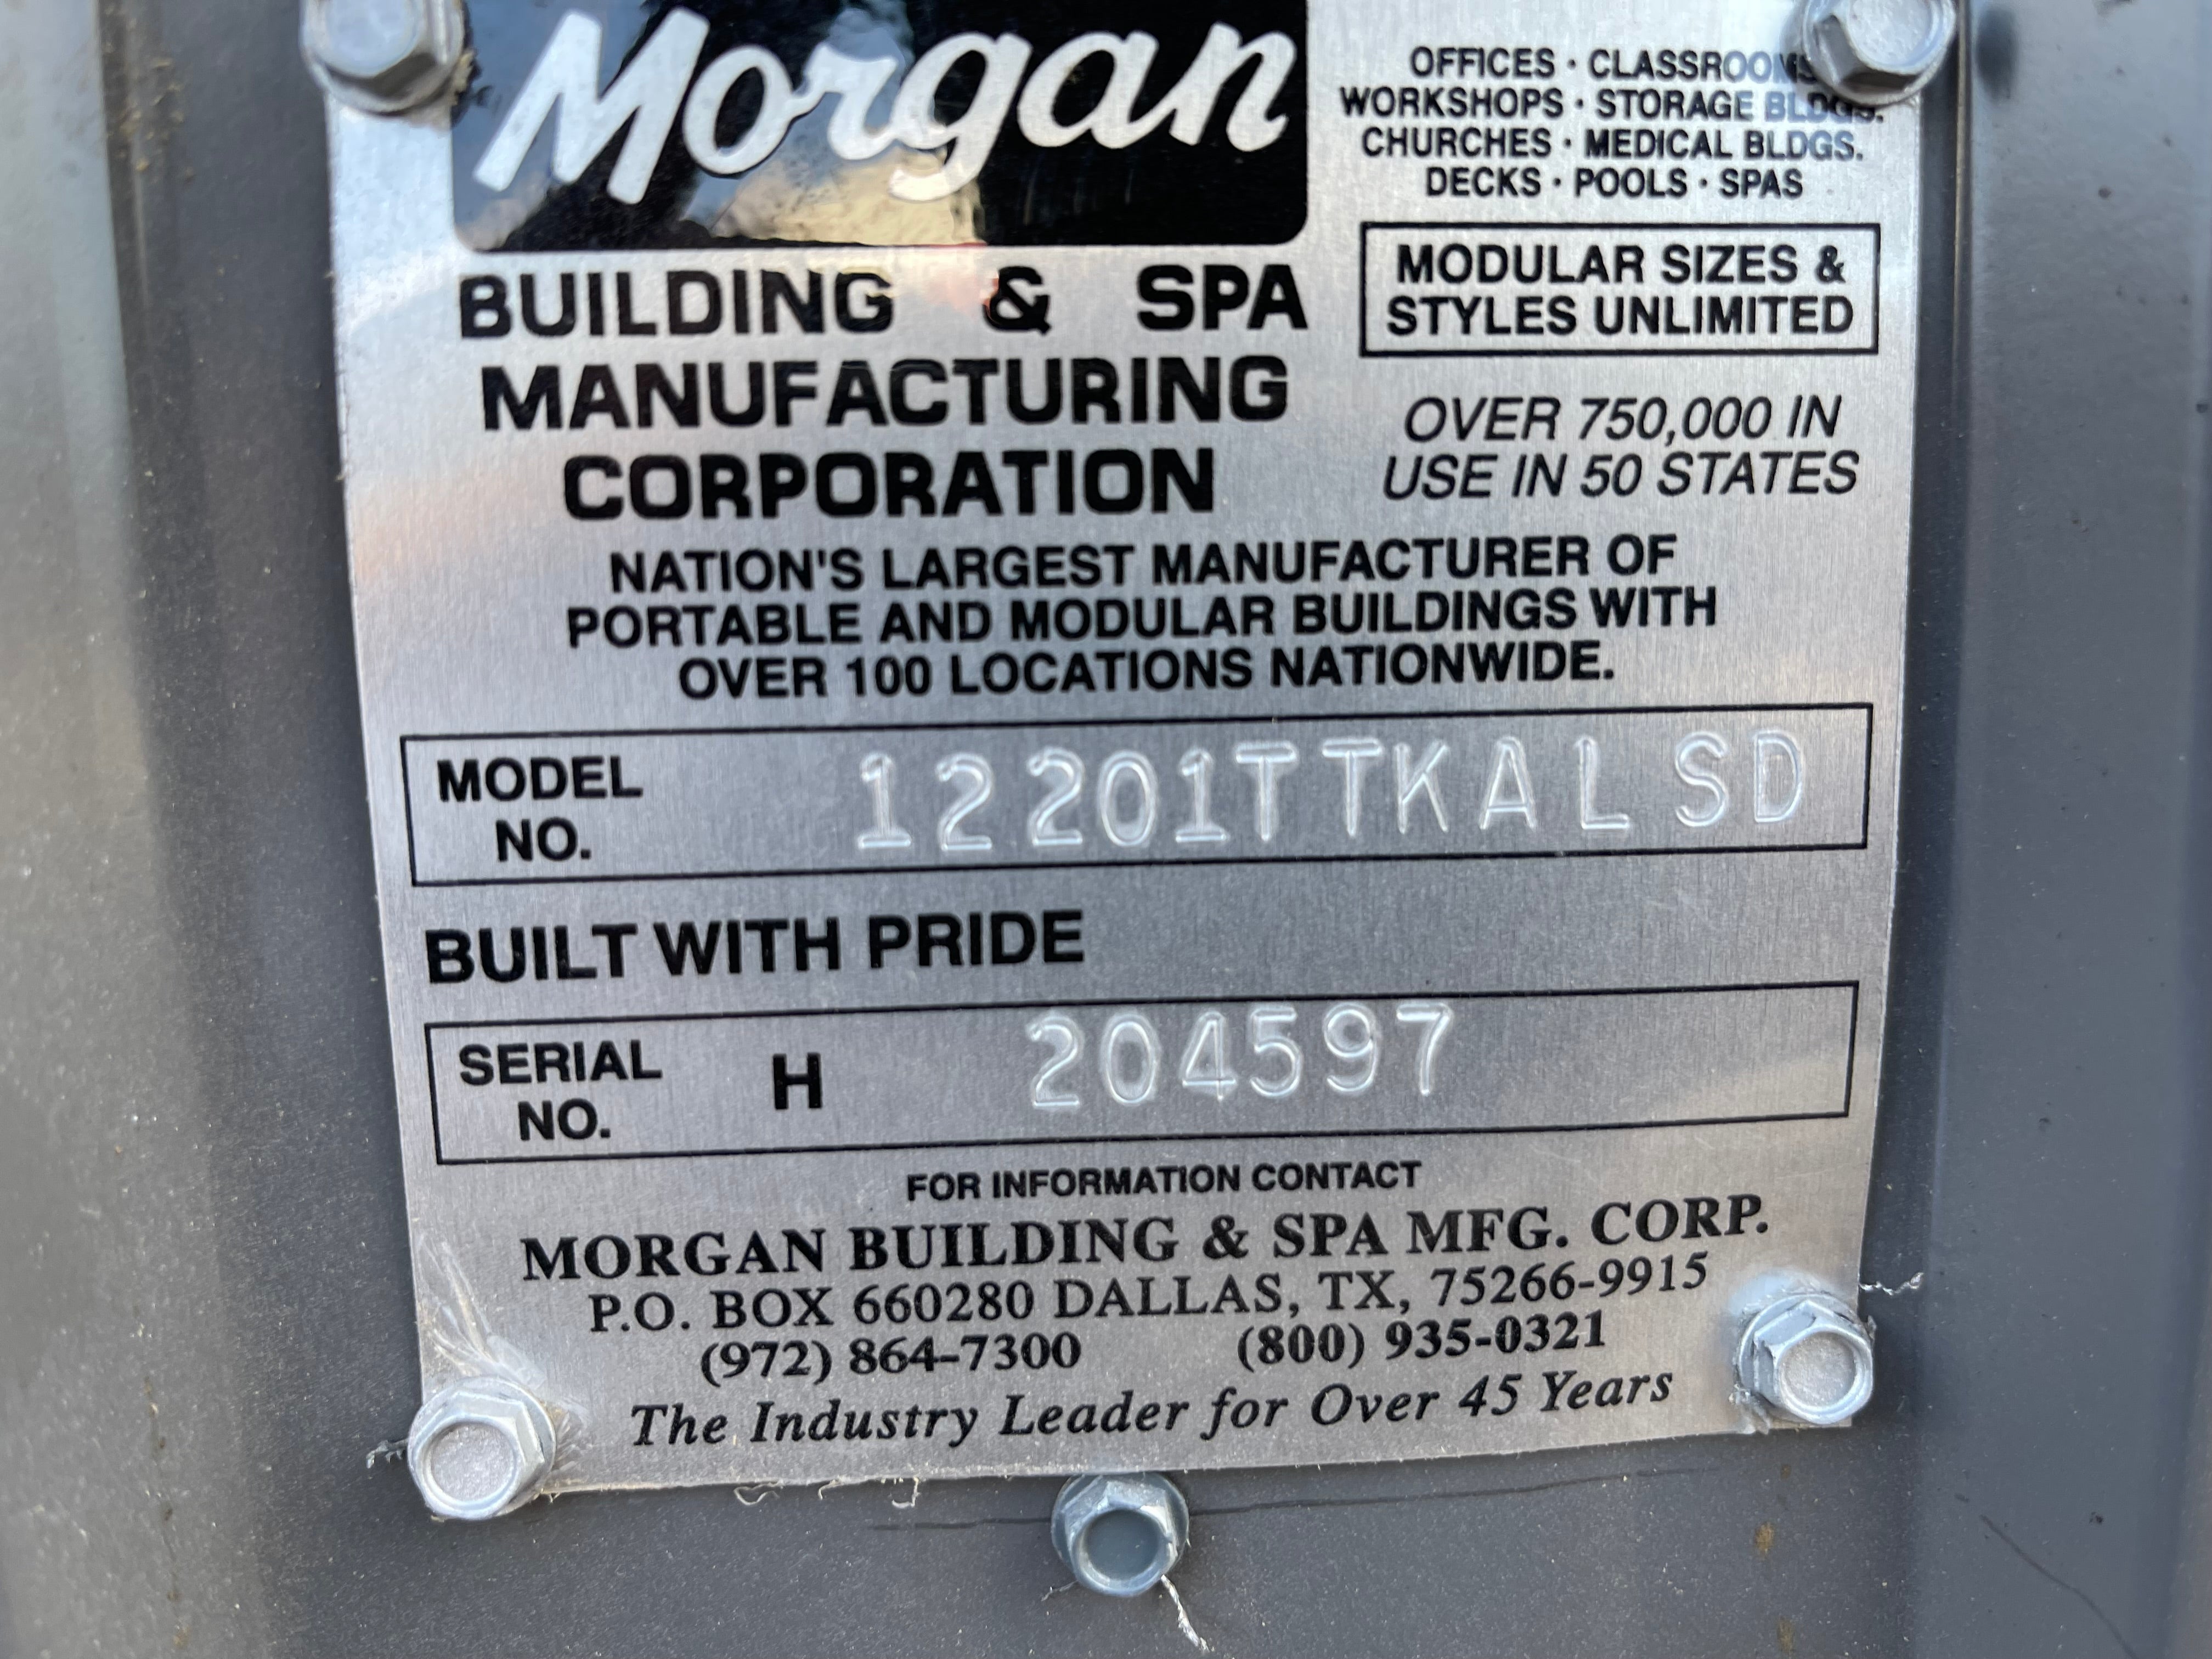 Morgan
BUILDING & SPA
MANUFACTURING
CORPORATION
OFFICES · CLASSROOMS
WORKSHOPS · STORAGE BLDGS.
CHURCHES · MEDICAL BLDGS.
DECKS · POOLS · SPAS
MODULAR SIZES &
STYLES UNLIMITED
OVER 750,000 IN
USE IN 50 STATES
NATION'S LARGEST MANUFACTURER OF
PORTABLE AND MODULAR BUILDINGS WITH
OVER 100 LOCATIONS NATIONWIDE.
MODEL NO. 12201TTKALSD
BUILT WITH PRIDE
SERIAL NO. H 204597
FOR INFORMATION CONTACT
MORGAN BUILDING & SPA MFG. CORP.
P.O. BOX 660280 DALLAS, TX, 75266-9915
(972) 864-7300 (800) 935-0321
The Industry Leader for Over 45 Years